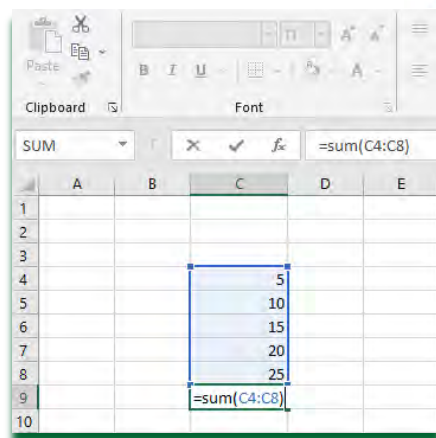 Paste
B I U A
Clipboard Font
SUM fx =sum(C4:C8)
A B C D E
1
2
3
4 5
5 10
6 15
7 20
8 25
9 =sum(C4:C8)
10